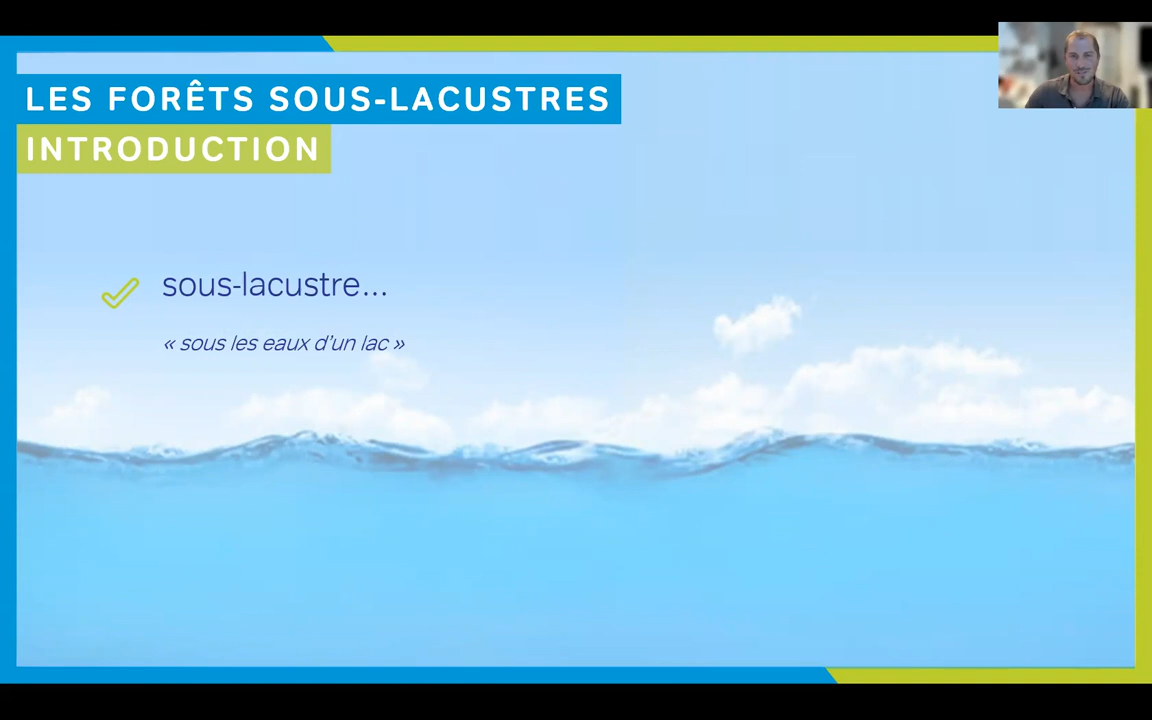 LES FORÊTS SOUS-LACUSTRES
INTRODUCTION
sous-lacustre...
« sous les eaux d'un lac »